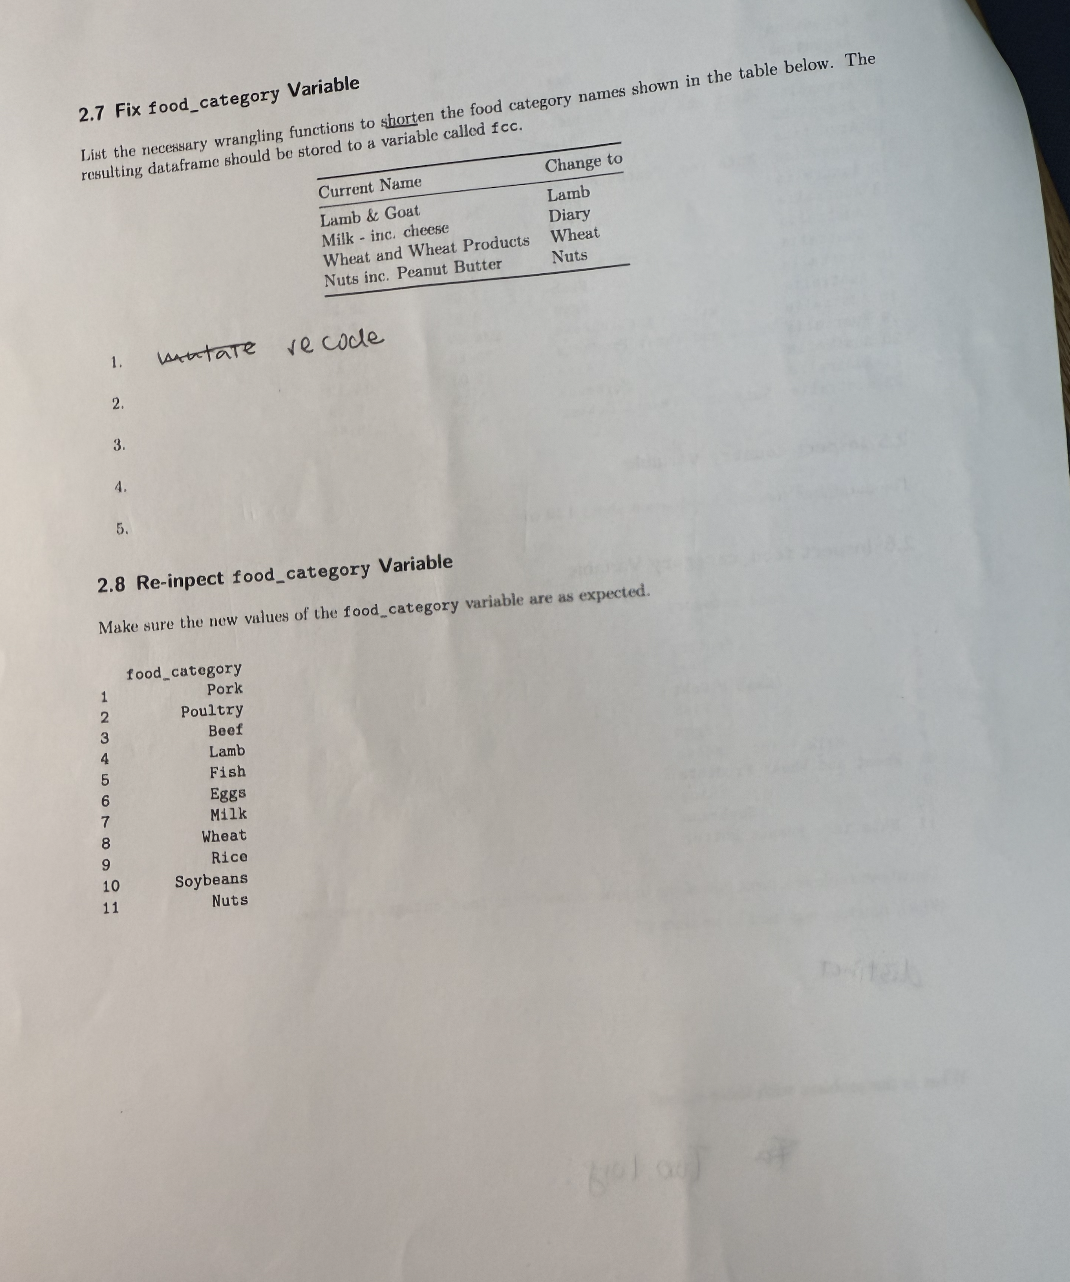 2.7 Fix food_category Variable
List the necessary wrangling functions to shorten the food category names shown in the table below. The
resulting dataframe should be stored to a variable called fcc.
Current Name Change to
Lamb & Goat Lamb
Milk - inc. cheese Diary
Wheat and Wheat Products Wheat
Nuts inc. Peanut Butter Nuts
1. mutate recode
2.
3.
4.
5.
2.8 Re-inpect food_category Variable
Make sure the new values of the food_category variable are as expected.
food_category
1 Pork
2 Poultry
3 Beef
4 Lamb
5 Fish
6 Eggs
7 Milk
8 Wheat
9 Rice
10 Soybeans
11 Nuts